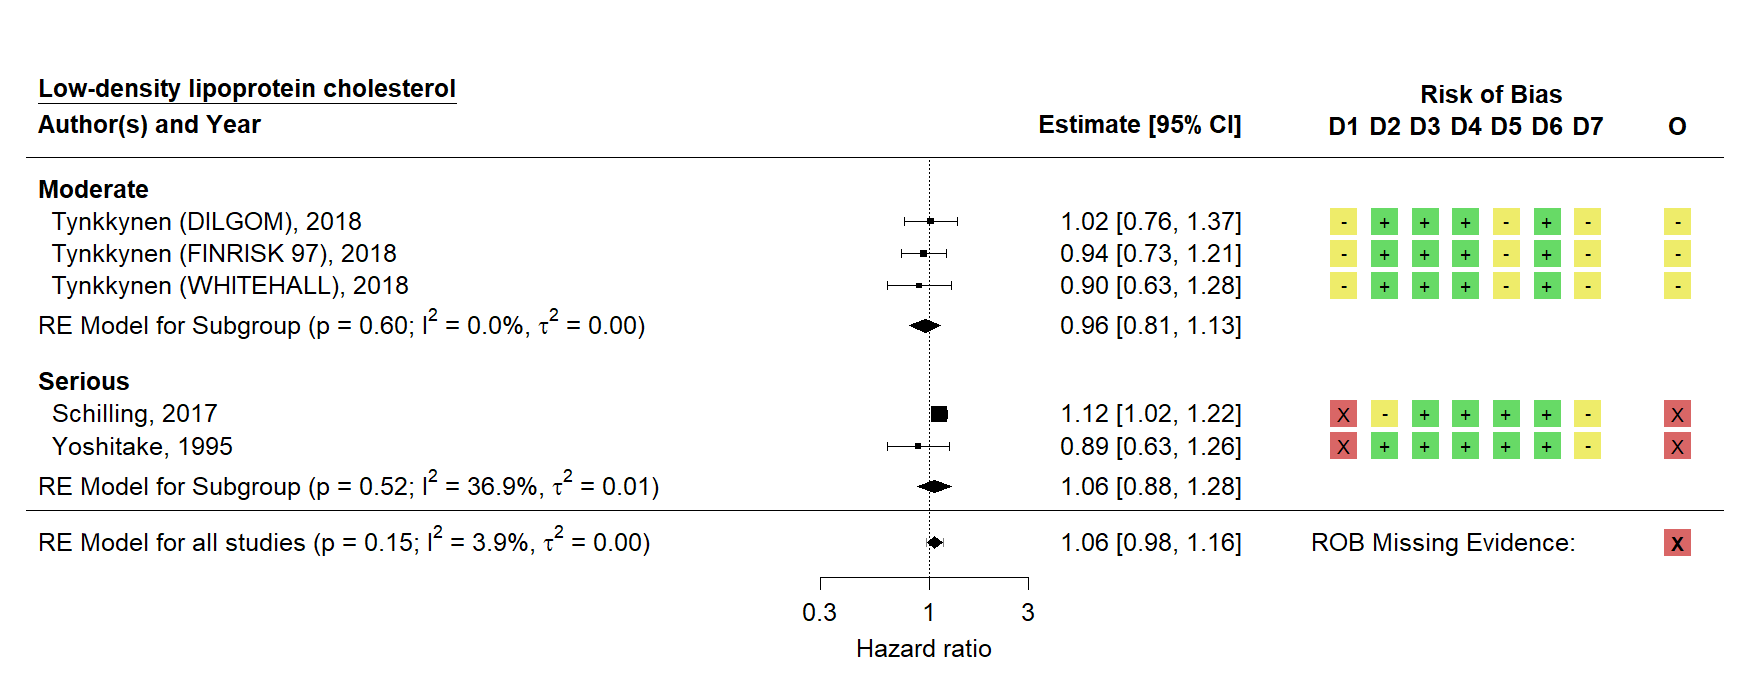 Low-density lipoprotein cholesterol
Risk of Bias
Author(s) and Year Estimate [95% CI] D1 D2 D3 D4 D5 D6 D7 O
Moderate
Tynkkynen (DILGOM), 2018 1.02 [0.76, 1.37] - + + + - + - -
Tynkkynen (FINRISK 97), 2018 0.94 [0.73, 1.21] - + + + - + - -
Tynkkynen (WHITEHALL), 2018 0.90 [0.63, 1.28] - + + + - + - -
RE Model for Subgroup (p = 0.60; I² = 0.0%, τ² = 0.00) 0.96 [0.81, 1.13]
Serious
Schilling, 2017 1.12 [1.02, 1.22] X - + + + + - X
Yoshitake, 1995 0.89 [0.63, 1.26] X + + + + + - X
RE Model for Subgroup (p = 0.52; I² = 36.9%, τ² = 0.01) 1.06 [0.88, 1.28]
RE Model for all studies (p = 0.15; I² = 3.9%, τ² = 0.00) 1.06 [0.98, 1.16] ROB Missing Evidence: X
0.3 1 3
Hazard ratio